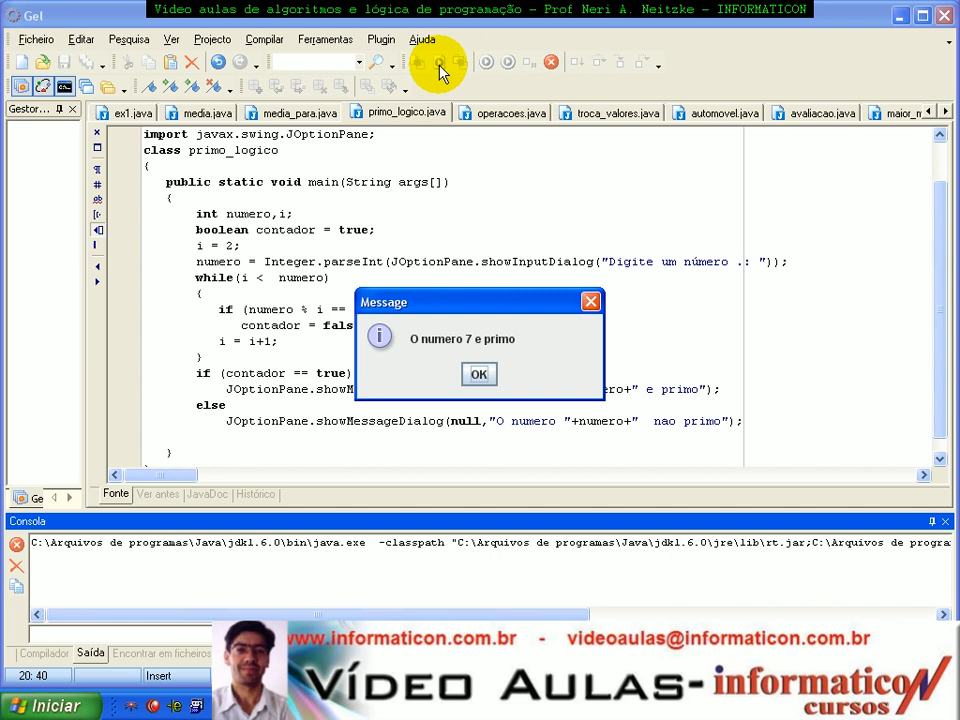 Vídeo aulas de algoritmos e lógica de programação – Prof Neri A. Neitzke – INFORMATICON
Gel
Ficheiro Editar Pesquisa Ver Projecto Compilar Ferramentas Plugin Ajuda
Gestor...
ex1.java media.java media_para.java primo_logico.java operacoes.java troca_valores.java automovel.java avaliacao.java maior_m
import javax.swing.JOptionPane;
class primo_logico
{
public static void main(String args[])
{
int numero,i;
boolean contador = true;
i = 2;
numero = Integer.parseInt(JOptionPane.showInputDialog("Digite um número .: "));
while(i < numero)
{
if (numero % i ==
contador = fals
i = i+1;
}
if (contador == true)
JOptionPane.showM
ero+" e primo");
else
JOptionPane.showMessageDialog(null,"O numero "+numero+"  nao primo");
}
Message
O numero 7 e primo
OK
Ge
Fonte Ver antes JavaDoc Histórico
Consola
C:\Arquivos de programas\Java\jdk1.6.0\bin\java.exe -classpath "C:\Arquivos de programas\Java\jdk1.6.0\jre\lib\rt.jar;C:\Arquivos de progra
Compilador Saída Encontrar em ficheiros
20: 40 Insert
www.informaticon.com.br - videoaulas@informaticon.com.br
Vídeo Aulas- informaticon
cursos
Iniciar